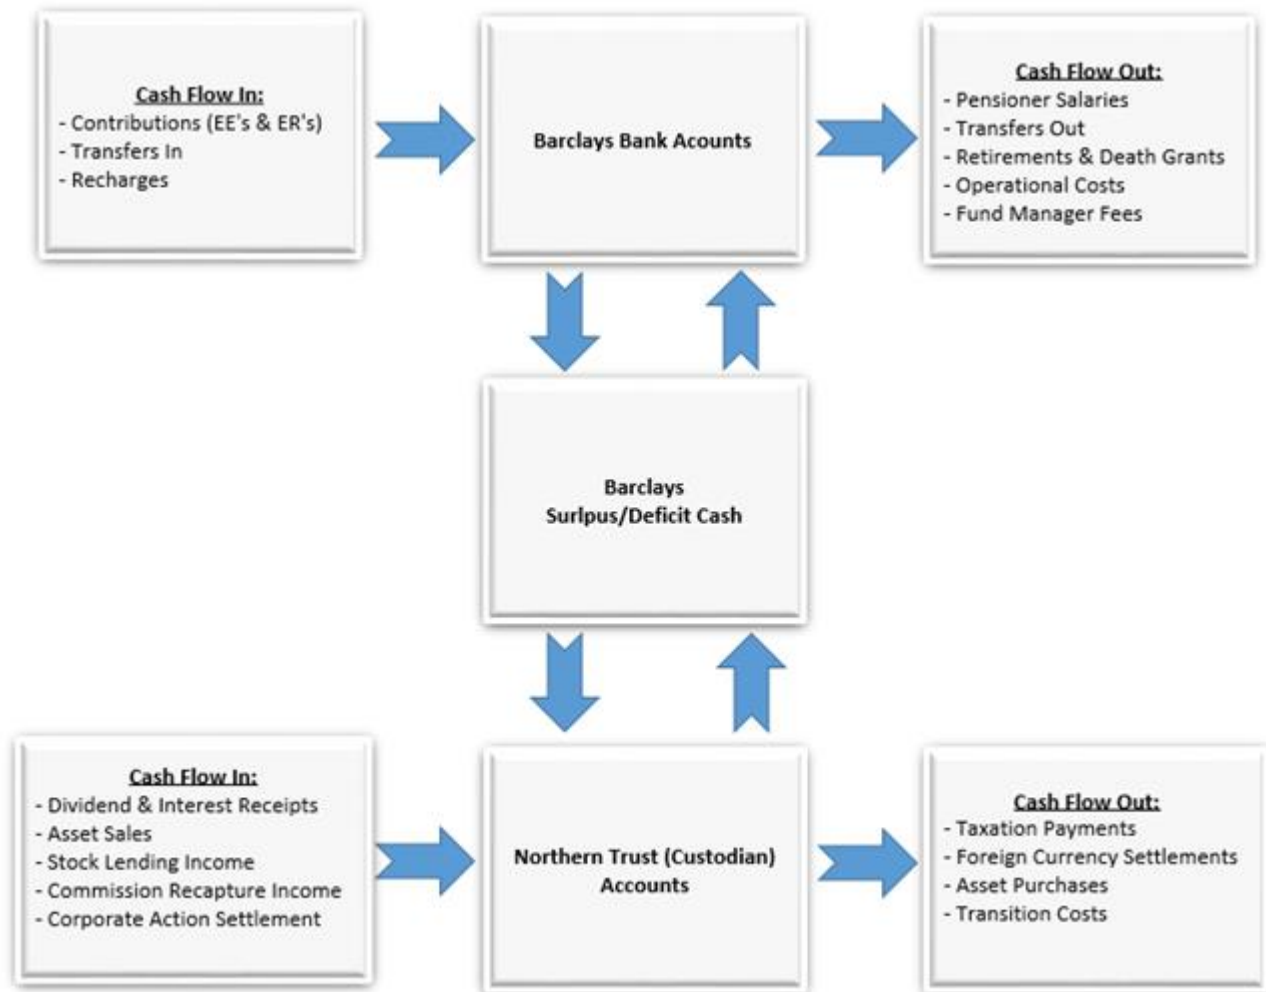 Cash Flow In:
- Contributions (EE's & ER's)
- Transfers In
- Recharges
Barclays Bank Acounts
Cash Flow Out:
- Pensioner Salaries
- Transfers Out
- Retirements & Death Grants
- Operational Costs
- Fund Manager Fees
Barclays
Surlpus/Deficit Cash
Cash Flow In:
- Dividend & Interest Receipts
- Asset Sales
- Stock Lending Income
- Commission Recapture Income
- Corporate Action Settlement
Northern Trust (Custodian)
Accounts
Cash Flow Out:
- Taxation Payments
- Foreign Currency Settlements
- Asset Purchases
- Transition Costs